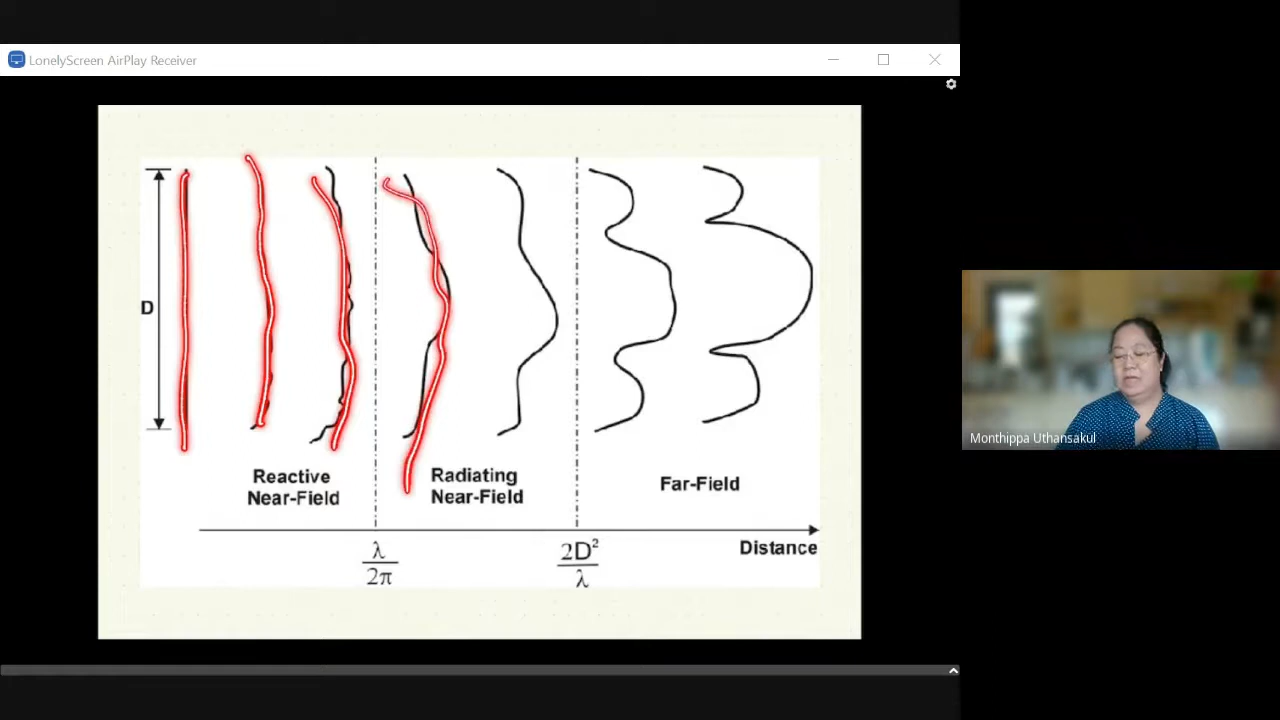 LonelyScreen AirPlay Receiver
D
Reactive
Near-Field
Radiating
Near-Field
Far-Field
Distance
λ
2π
2D²
λ
Monthippa Uthansakul